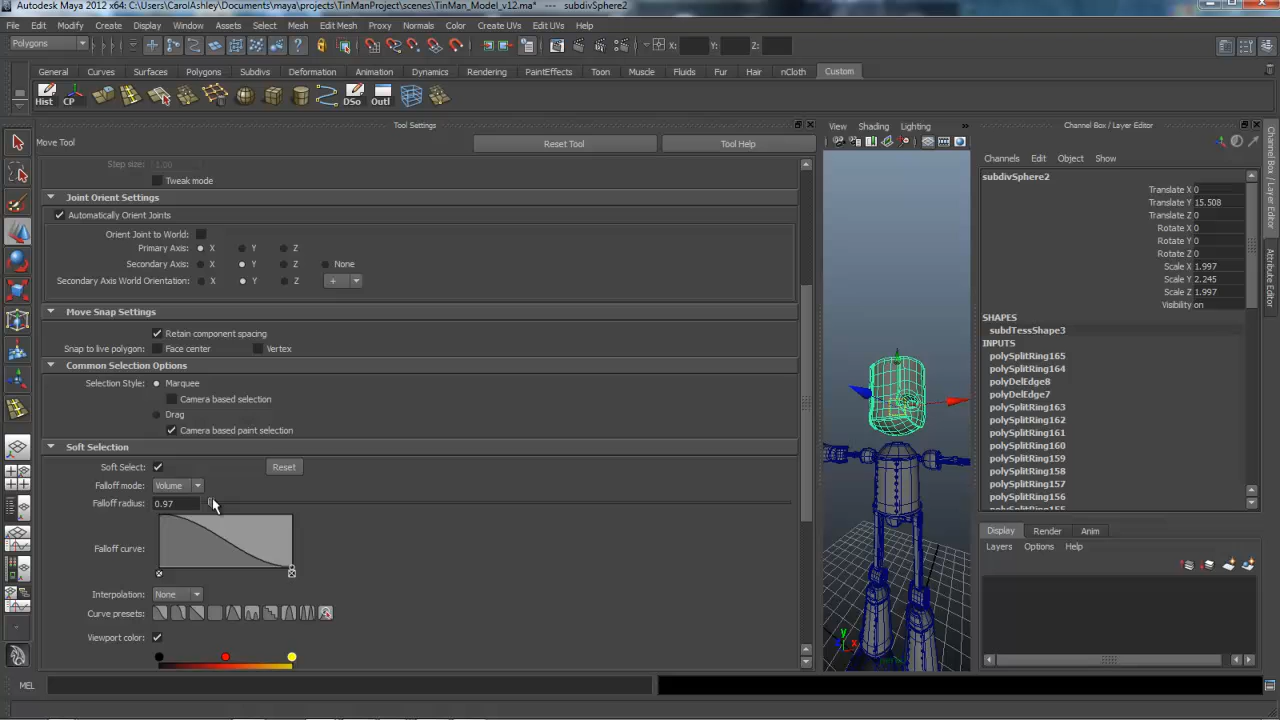 Autodesk Maya 2012 x64: C:\Users\CarolAshley\Documents\maya\projects\TinManProject\scenes\TinMan_Model_v12.ma* --- subdivSphere2
File Edit Modify Create Display Window Assets Select Mesh Edit Mesh Proxy Normals Color Create UVs Edit UVs Help
Polygons X: Y: Z:
General Curves Surfaces Polygons Subdivs Deformation Animation Dynamics Rendering PaintEffects Toon Muscle Fluids Fur Hair nCloth Custom
Hist CP DSo Outl
Tool Settings
Move Tool Reset Tool Tool Help
Step size: 1.00
Tweak mode
Joint Orient Settings
Automatically Orient Joints
Orient Joint to World:
Primary Axis: X Y Z
Secondary Axis: X Y Z None
Secondary Axis World Orientation: X Y Z +
Move Snap Settings
Retain component spacing
Snap to live polygon: Face center Vertex
Common Selection Options
Selection Style: Marquee
Camera based selection
Drag
Camera based paint selection
Soft Selection
Soft Select: Reset
Falloff mode: Volume
Falloff radius: 0.97
Falloff curve:
Interpolation: None
Curve presets:
Viewport color:
View Shading Lighting »
y
x
Channel Box / Layer Editor
Channels Edit Object Show
subdivSphere2
Translate X 0
Translate Y 15.508
Translate Z 0
Rotate X 0
Rotate Y 0
Rotate Z 0
Scale X 1.997
Scale Y 2.245
Scale Z 1.997
Visibility on
SHAPES
subdTessShape3
INPUTS
polySplitRing165
polySplitRing164
polyDelEdge8
polyDelEdge7
polySplitRing163
polySplitRing162
polySplitRing161
polySplitRing160
polySplitRing159
polySplitRing158
polySplitRing157
polySplitRing156
Display Render Anim
Layers Options Help
Channel Box / Layer Editor
Attribute Editor
MEL